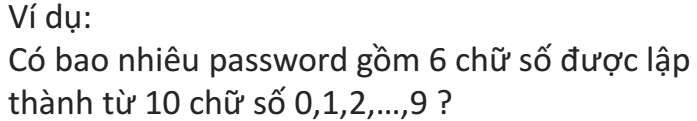 Ví dụ:
Có bao nhiêu password gồm 6 chữ số được lập
thành từ 10 chữ số 0,1,2,...,9 ?